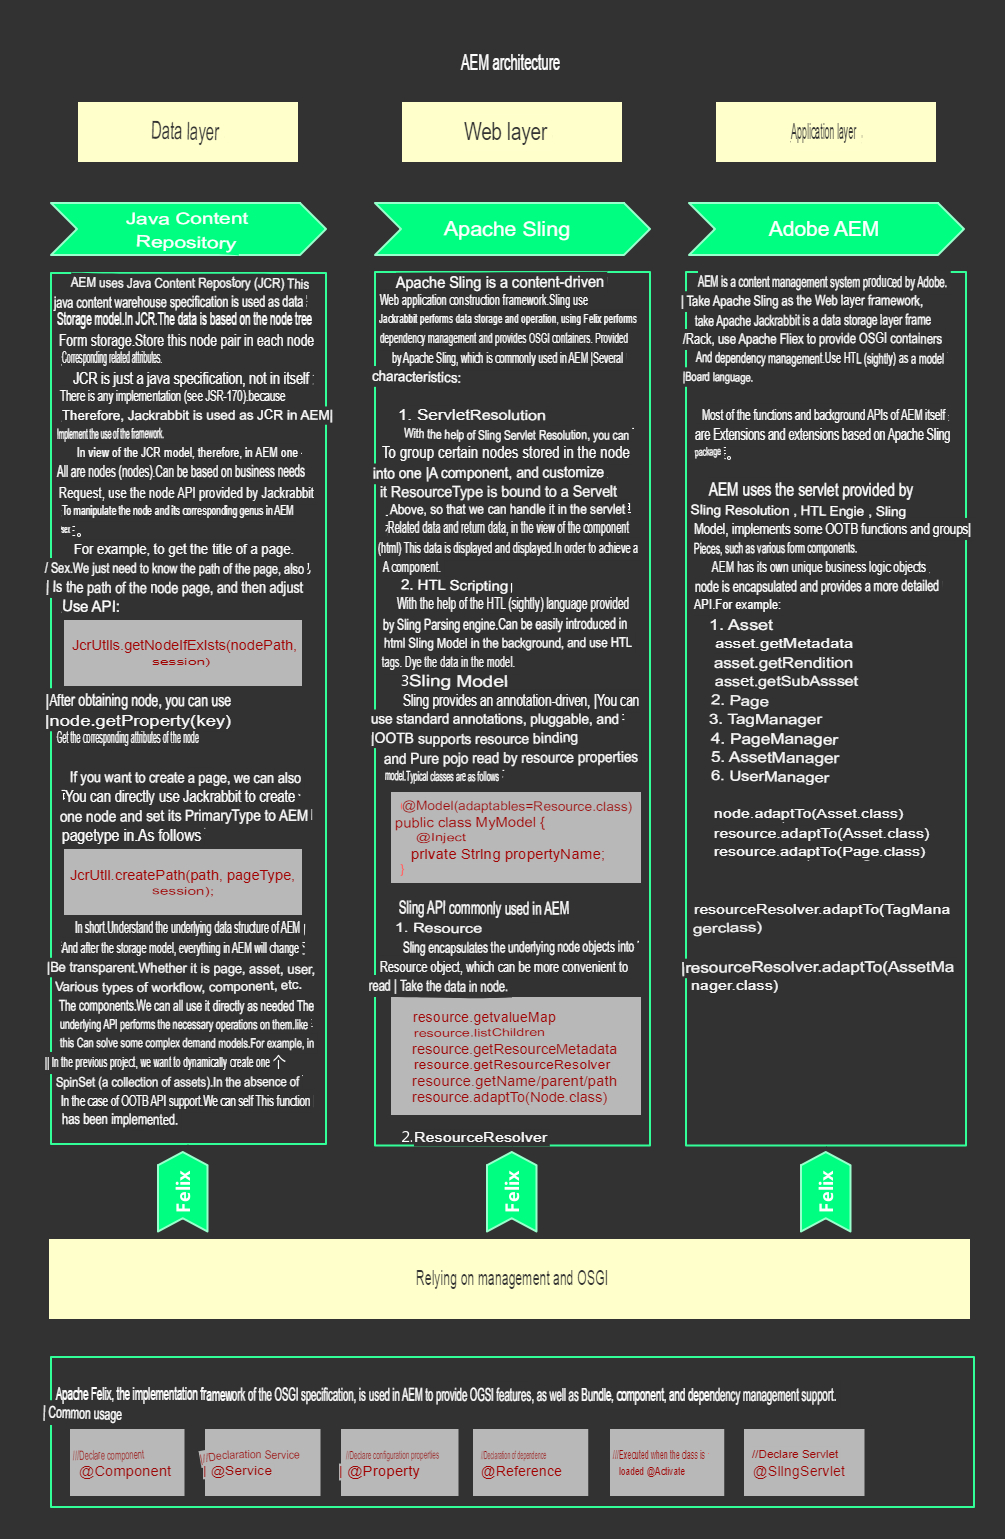 AEM architecture
Data layer
Web layer
Application layer
Java Content
Repository
Apache Sling
Adobe AEM
AEM uses Java Content Repostory (JCR) This
java content warehouse specification is used as data
Storage model.In JCR.The data is based on the node tree
Form storage.Store this node pair in each node
Corresponding related attributes.
JCR is just a java specification, not in itself
There is any implementation (see JSR-170).because
Therefore, Jackrabbit is used as JCR in AEM|
Implement the use of the framework.
In view of the JCR model, therefore, in AEM one
All are nodes (nodes).Can be based on business needs
Request, use the node API provided by Jackrabbit
To manipulate the node and its corresponding genus in AEM
sex 。
For example, to get the title of a page.
/ Sex.We just need to know the path of the page, also
| Is the path of the node page, and then adjust
Use API:
JcrUtIls.getNodeIfExIsts(nodePath,
session)
|After obtaining node, you can use
|node.getProperty(key)
Get the corresponding attributes of the node
If you want to create a page, we can also
You can directly use Jackrabbit to create
one node and set its PrimaryType to AEM
pagetype in.As follows
JcrUtIl.createPath(path, pageType,
session);
In short.Understand the underlying data structure of AEM
And after the storage model, everything in AEM will change
|Be transparent.Whether it is page, asset, user,
Various types of workflow, component, etc.
The components.We can all use it directly as needed The
underlying API performs the necessary operations on them.like
this Can solve some complex demand models.For example, in
|| In the previous project, we want to dynamically create one 个
SpinSet (a collection of assets).In the absence of
In the case of OOTB API support.We can self This function
has been implemented.
Apache Sling is a content-driven
Web application construction framework.Sling use
Jackrabbit performs data storage and operation, using Felix performs
dependency management and provides OSGI containers. Provided
by Apache Sling, which is commonly used in AEM |Several
characteristics:
1. ServletResolution
With the help of Sling Servlet Resolution, you can
To group certain nodes stored in the node
into one |A component, and customize
it ResourceType is bound to a Servelt
Above, so that we can handle it in the servlet
Related data and return data, in the view of the component
(html) This data is displayed and displayed.In order to achieve a
A component.
2. HTL Scripting|
With the help of the HTL (sightly) language provided
by Sling Parsing engine.Can be easily introduced in
html Sling Model in the background, and use HTL
tags. Dye the data in the model.
3Sling Model
Sling provides an annotation-driven, |You can
use standard annotations, pluggable, and
|OOTB supports resource binding
and Pure pojo read by resource properties
model.Typical classes are as follows
@Model(adaptables=Resource.class)
public class MyModel {
@Inject
prIvate StrIng propertyName;
}
Sling API commonly used in AEM
1. Resource
Sling encapsulates the underlying node objects into
Resource object, which can be more convenient to
read | Take the data in node.
resource.getvalueMap
resource.listChildren
resource.getResourceMetadata
resource.getResourceResolver
resource.getName/parent/path
resource.adapTo(Node.class)
2.ResourceResolver
AEM is a content management system produced by Adobe.
| Take Apache Sling as the Web layer framework,
take Apache Jackrabbit is a data storage layer frame
/Rack, use Apache Fliex to provide OSGI containers
And dependency management.Use HTL (sightly) as a model
|Board language.
Most of the functions and background APIs of AEM itself
are Extensions and extensions based on Apache Sling
package 。
AEM uses the servlet provided by
Sling Resolution , HTL Engie , Sling
Model, implements some OOTB functions and groups|
Pieces, such as various form components.
AEM has its own unique business logic objects
node is encapsulated and provides a more detailed
API.For example:
1. Asset
asset.getMetadata
asset.getRendition
asset.getSubAssset
2. Page
3. TagManager
4. PageManager
5. AssetManager
6. UserManager
node.adaptTo(Asset.class)
resource.adaptTo(Asset.class)
resource.adapTo(Page.class)
resourceResolver.adaptTo(TagMana
gerclass)
|resourceResolver.adaptTo(AssetMa
nager.class)
Felix
Felix
Felix
Relying on management and OSGI
Apache Felix, the implementation framework of the OSGI specification, is used in AEM to provide OGSI features, as well as Bundle, component, and dependency management support.
| Common usage
///Declare component
@Component
///Declaration Service
| @Service
//Declare configuration properties
| @Property
//Declaration of dependence
@Reference
///Executed when the class is
loaded @Activate
//Declare Servlet
@SlIngServlet